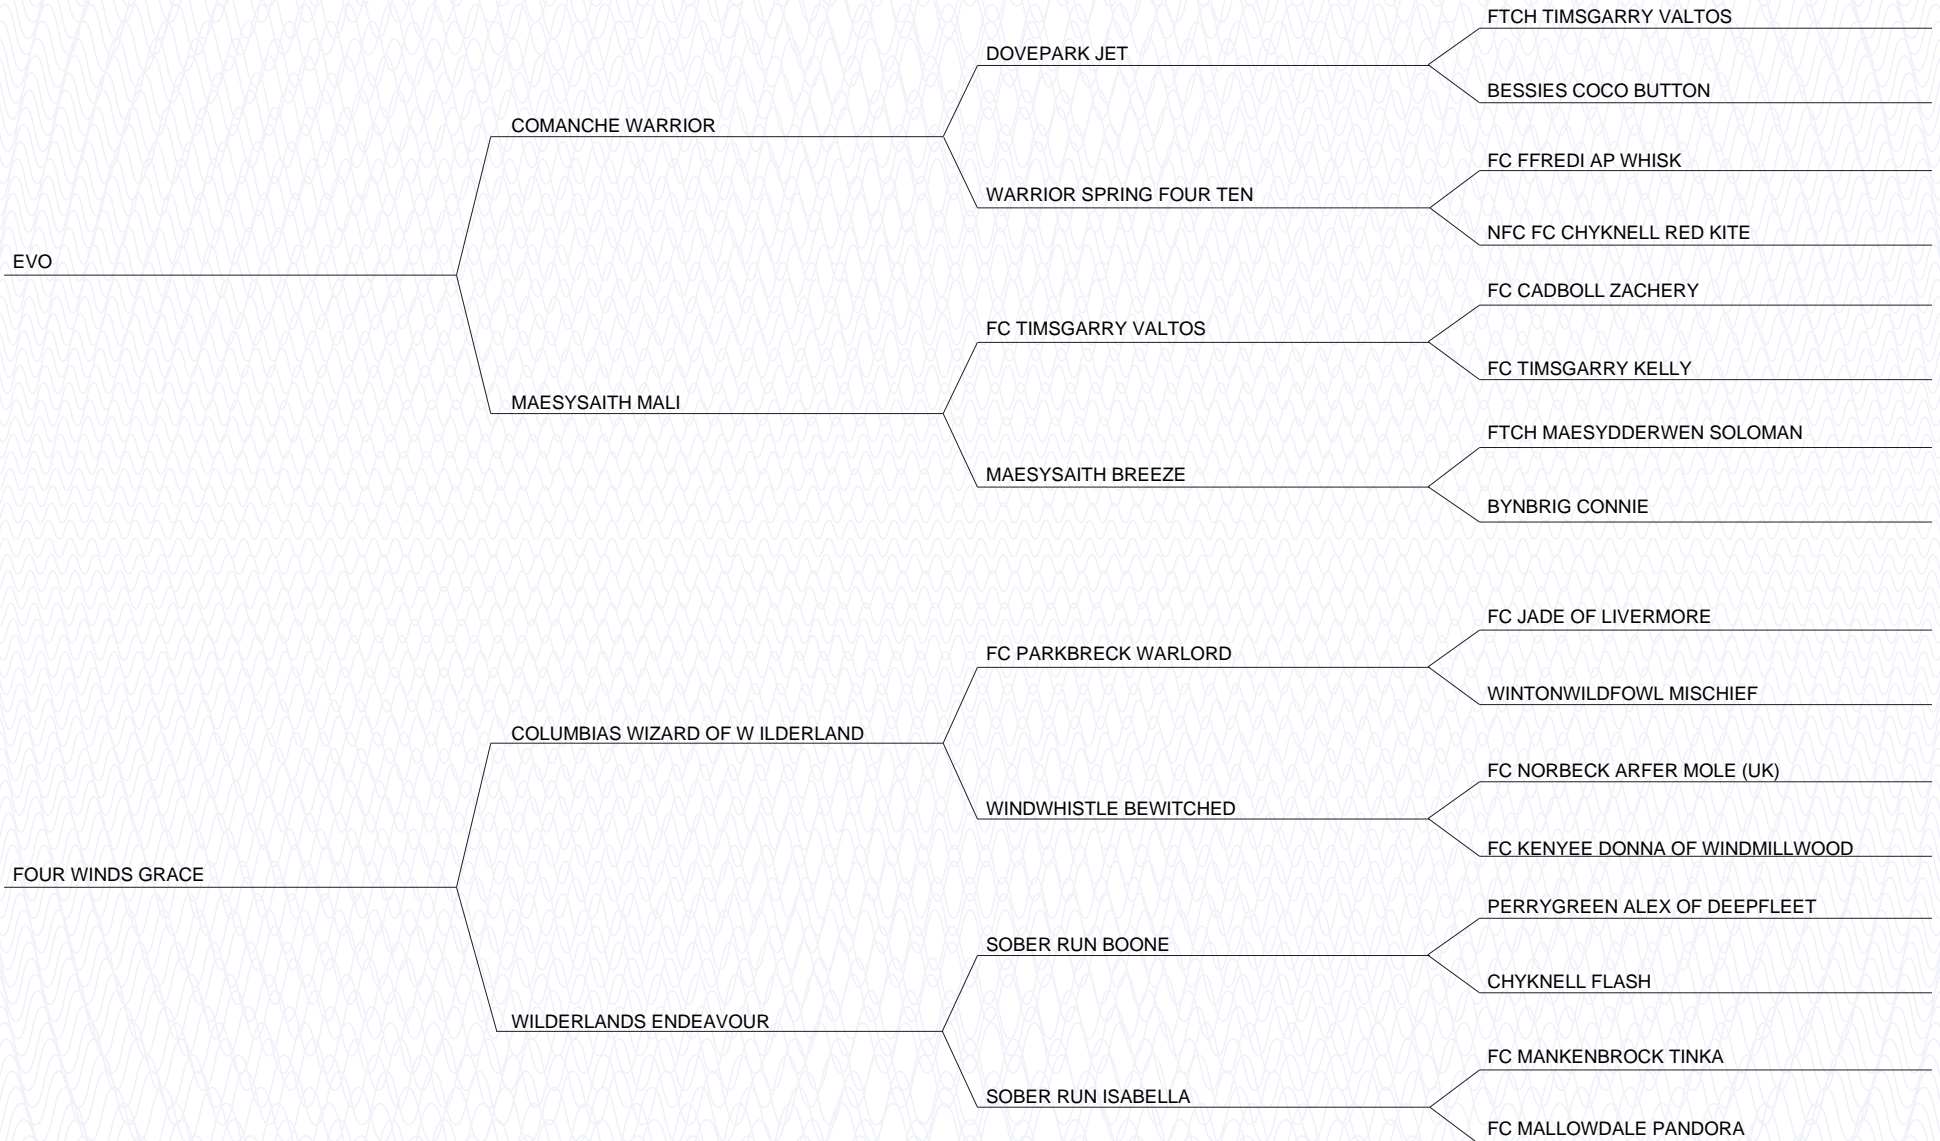 FTCH TIMSGARRY VALTOS
DOVEPARK JET
BESSIES COCO BUTTON
COMANCHE WARRIOR
FC FFREDI AP WHISK
WARRIOR SPRING FOUR TEN
NFC FC CHYKNELL RED KITE
EVO
FC CADBOLL ZACHERY
FC TIMSGARRY VALTOS
FC TIMSGARRY KELLY
MAESYSAITH MALI
FTCH MAESYDDERWEN SOLOMAN
MAESYSAITH BREEZE
BYNBRIG CONNIE
FC JADE OF LIVERMORE
FC PARKBRECK WARLORD
WINTONWILDFOWL MISCHIEF
COLUMBIAS WIZARD OF W ILDERLAND
FC NORBECK ARFER MOLE (UK)
WINDWHISTLE BEWITCHED
FC KENYEE DONNA OF WINDMILLWOOD
FOUR WINDS GRACE
PERRYGREEN ALEX OF DEEPFLEET
SOBER RUN BOONE
CHYKNELL FLASH
WILDERLANDS ENDEAVOUR
FC MANKENBROCK TINKA
SOBER RUN ISABELLA
FC MALLOWDALE PANDORA